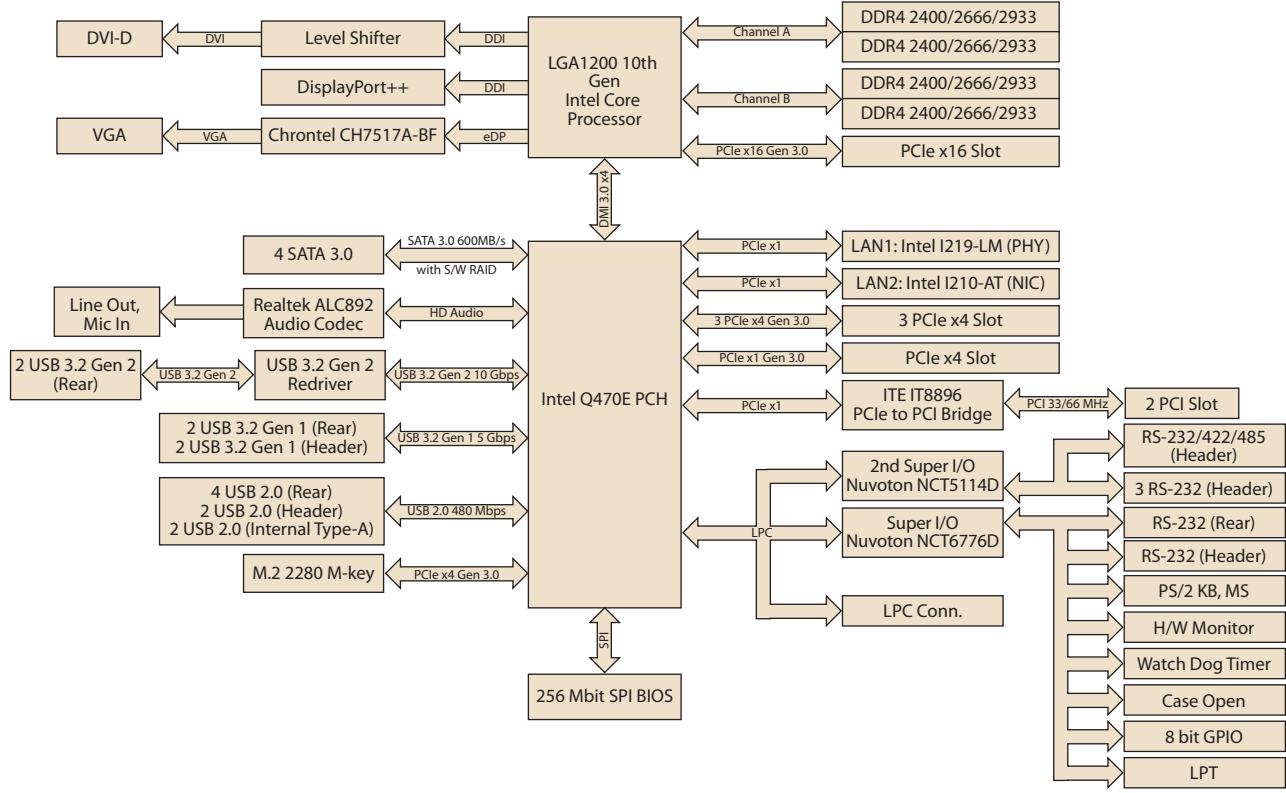 DVI-D
DVI
Level Shifter
DDI
DisplayPort++
DDI
VGA
VGA
Chrontel CH7517A-BF
eDP
LGA1200 10th
Gen
Intel Core
Processor
Channel A
DDR4 2400/2666/2933
DDR4 2400/2666/2933
Channel B
DDR4 2400/2666/2933
DDR4 2400/2666/2933
PCIe x16 Gen 3.0
PCIe x16 Slot
DMI 3.0 x4
4 SATA 3.0
SATA 3.0 600MB/s
with S/W RAID
Line Out,
Mic In
Realtek ALC892
Audio Codec
HD Audio
2 USB 3.2 Gen 2
(Rear)
USB 3.2 Gen 2
USB 3.2 Gen 2
Redriver
USB 3.2 Gen 2 10 Gbps
2 USB 3.2 Gen 1 (Rear)
2 USB 3.2 Gen 1 (Header)
USB 3.2 Gen 1 5 Gbps
4 USB 2.0 (Rear)
2 USB 2.0 (Header)
2 USB 2.0 (Internal Type-A)
USB 2.0 480 Mbps
M.2 2280 M-key
PCIe x4 Gen 3.0
Intel Q470E PCH
SPI
256 Mbit SPI BIOS
PCIe x1
LAN1: Intel I219-LM (PHY)
PCIe x1
LAN2: Intel I210-AT (NIC)
3 PCIe x4 Gen 3.0
3 PCIe x4 Slot
PCIe x1 Gen 3.0
PCIe x4 Slot
PCIe x1
ITE IT8896
PCIe to PCI Bridge
PCI 33/66 MHz
2 PCI Slot
LPC
2nd Super I/O
Nuvoton NCT5114D
Super I/O
Nuvoton NCT6776D
LPC Conn.
RS-232/422/485
(Header)
3 RS-232 (Header)
RS-232 (Rear)
RS-232 (Header)
PS/2 KB, MS
H/W Monitor
Watch Dog Timer
Case Open
8 bit GPIO
LPT